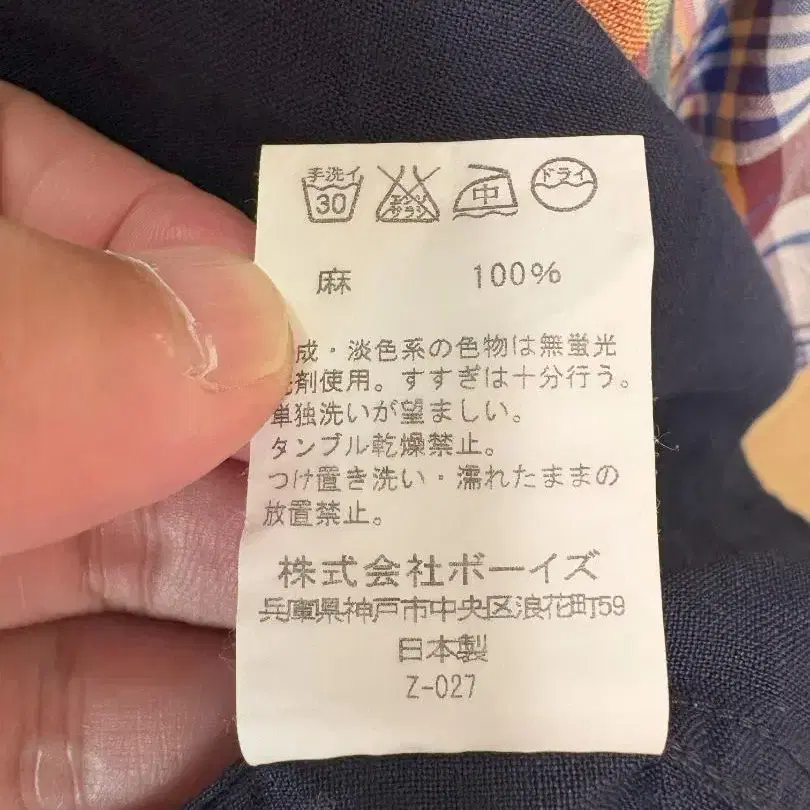 手洗イ 30 エンソ サラシ 中 ドライ
麻 100%
成・淡色系の色物は無蛍光
剤使用。すすぎは十分行う。
単独洗いが望ましい。
タンブル乾燥禁止。
つけ置き洗い・濡れたままの
放置禁止。
株式会社ボーイズ
兵庫県神戸市中央区浪花町59
日本製
Z-027